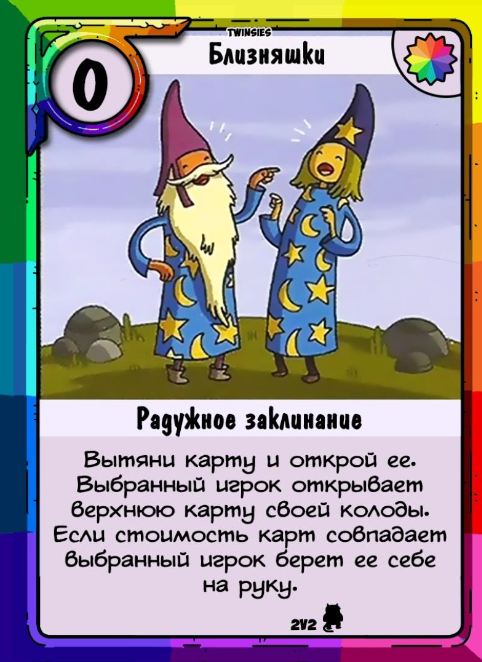 TWINSIES
Близняшки
0
Радужное заклинание
Вытяни карту и открой ее.
Выбранный игрок открывает
верхнюю карту своей колоды.
Если стоимость карт совпадает
выбранный игрок берет ее себе
на руку.
2V2